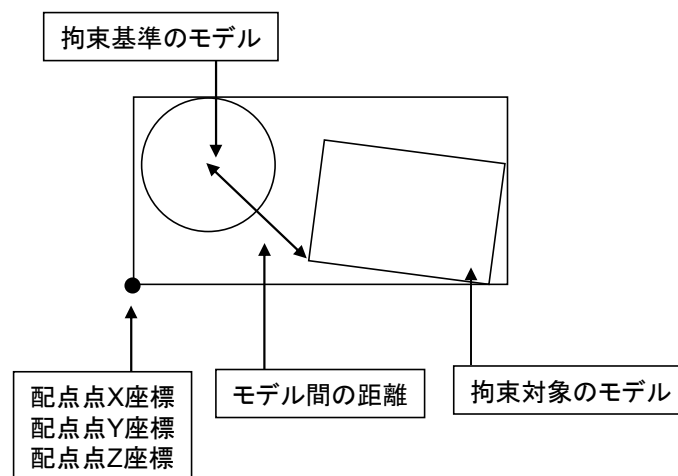 拘束基準のモデル
配点点X座標
配点点Y座標
配点点Z座標
モデル間の距離
拘束対象のモデル